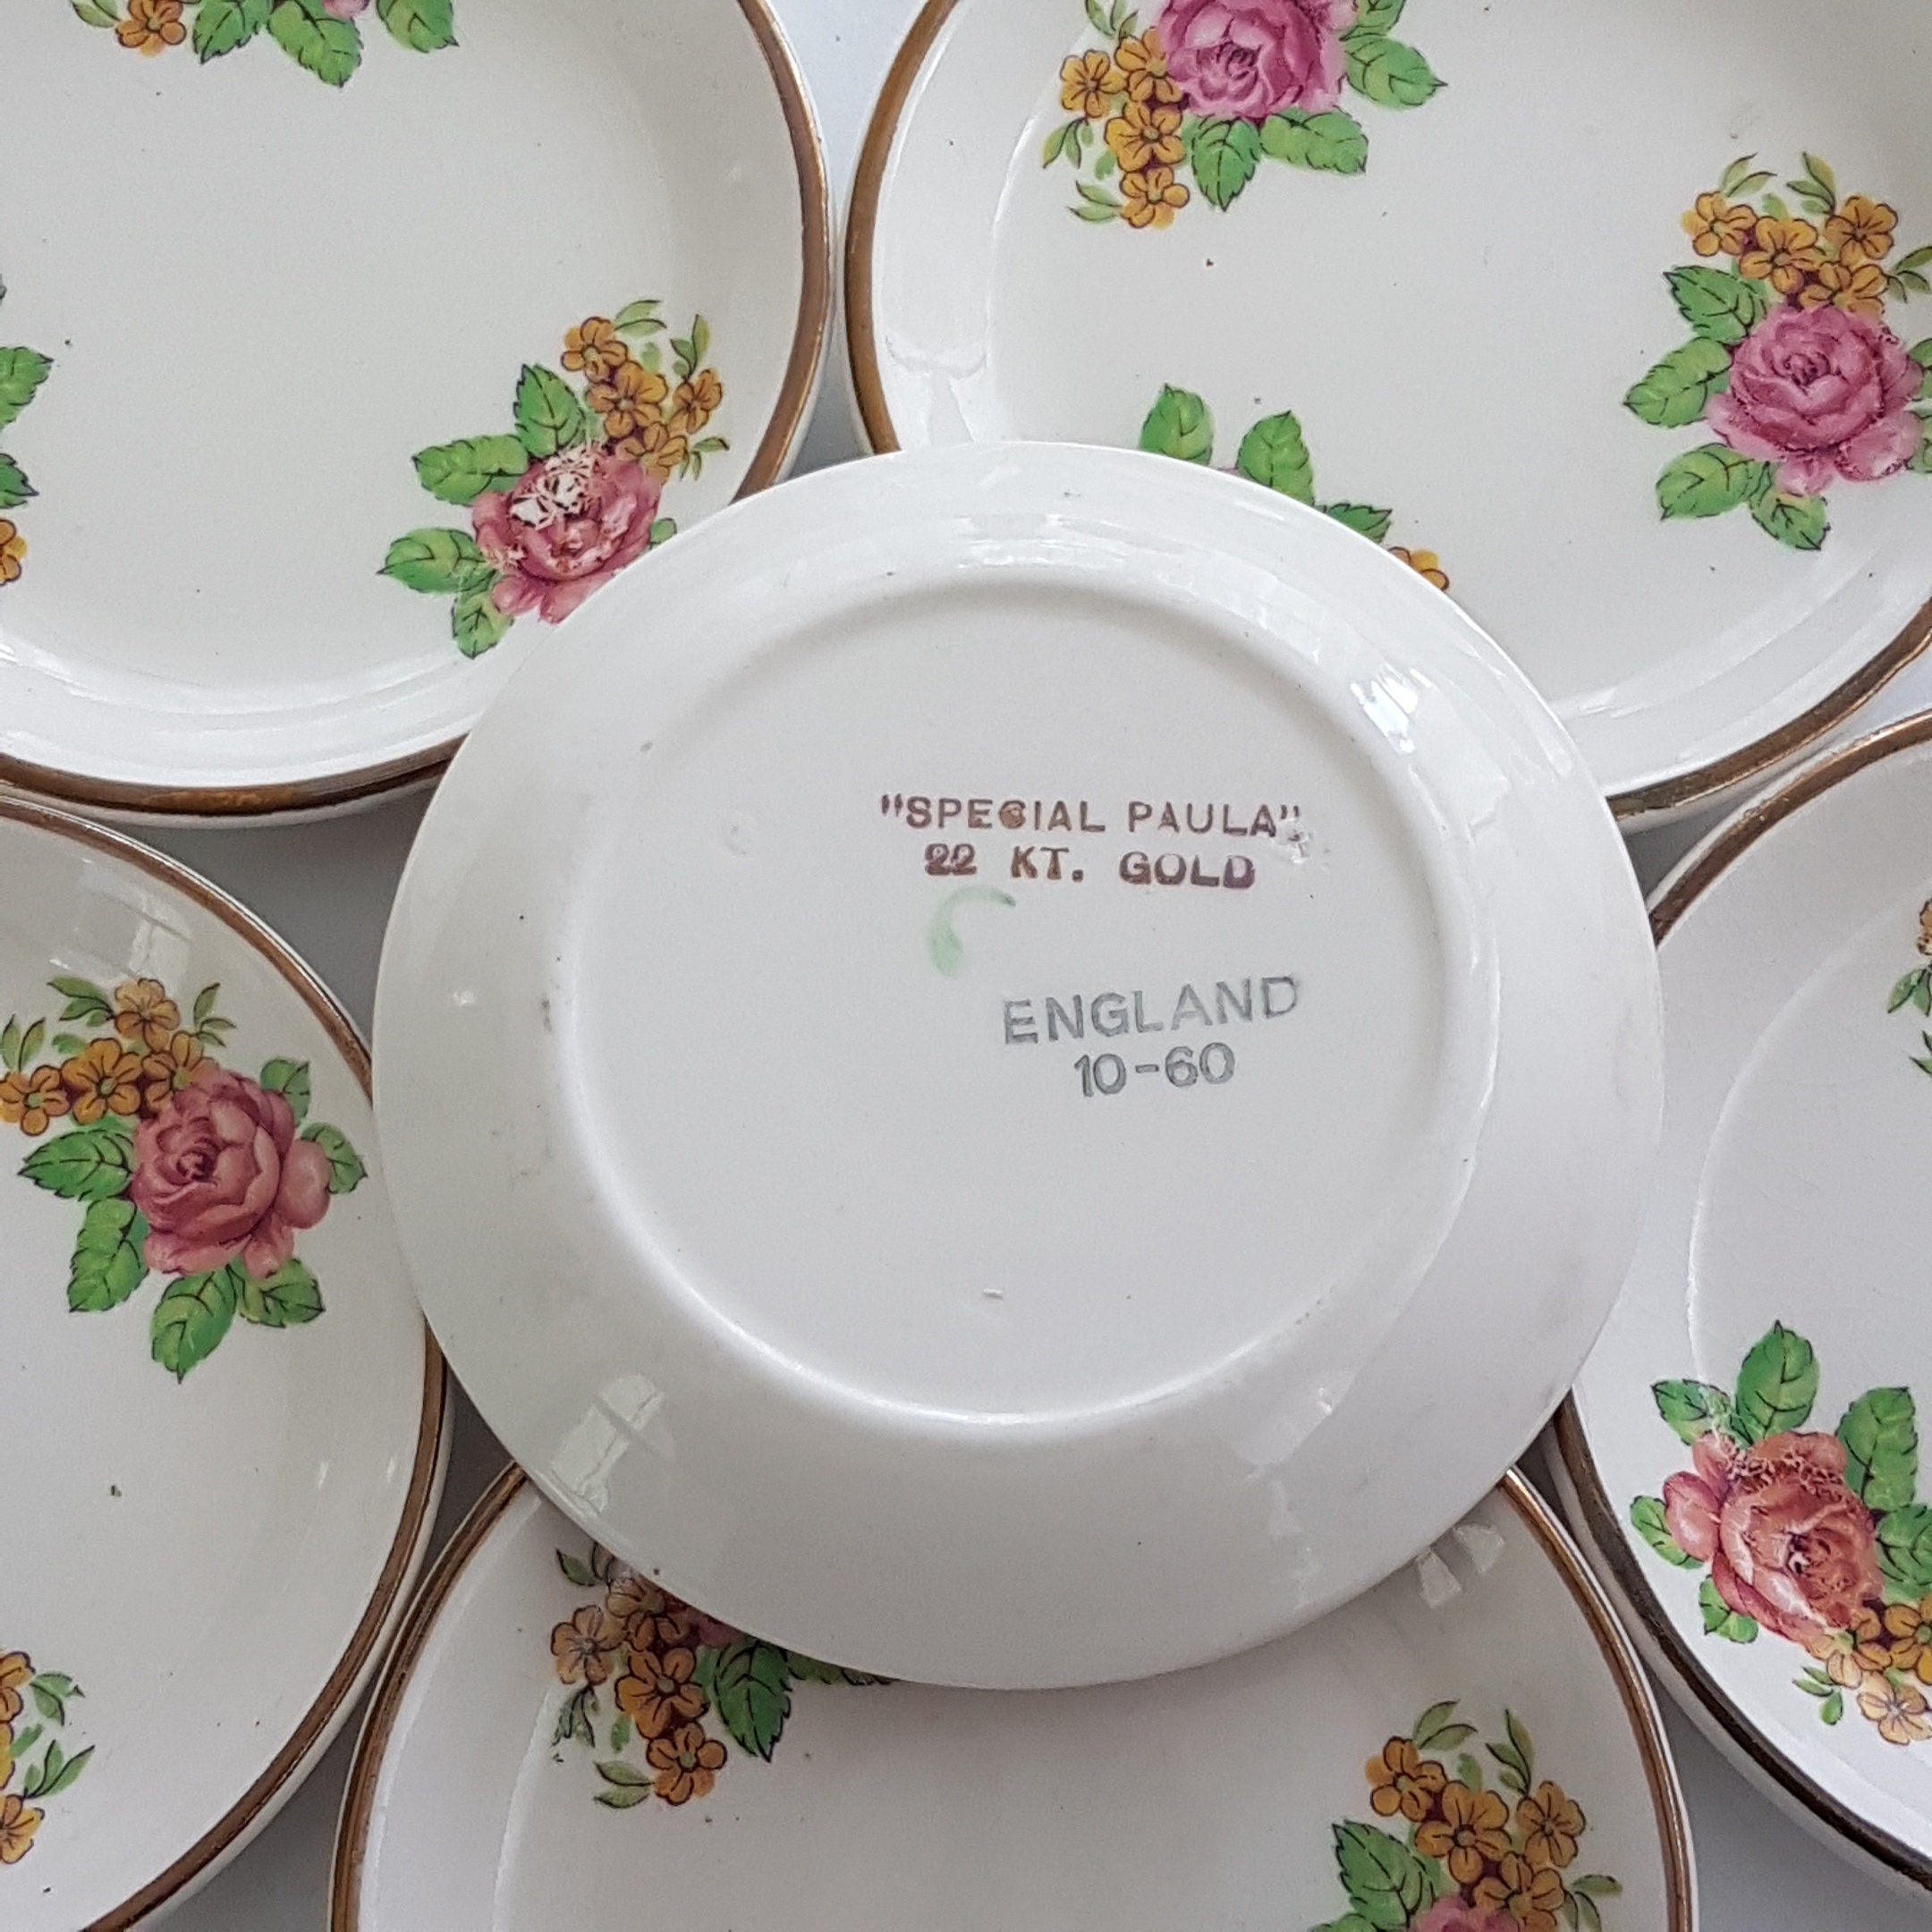 "SPECIAL PAULA"
22 KT. GOLD
ENGLAND
10-60